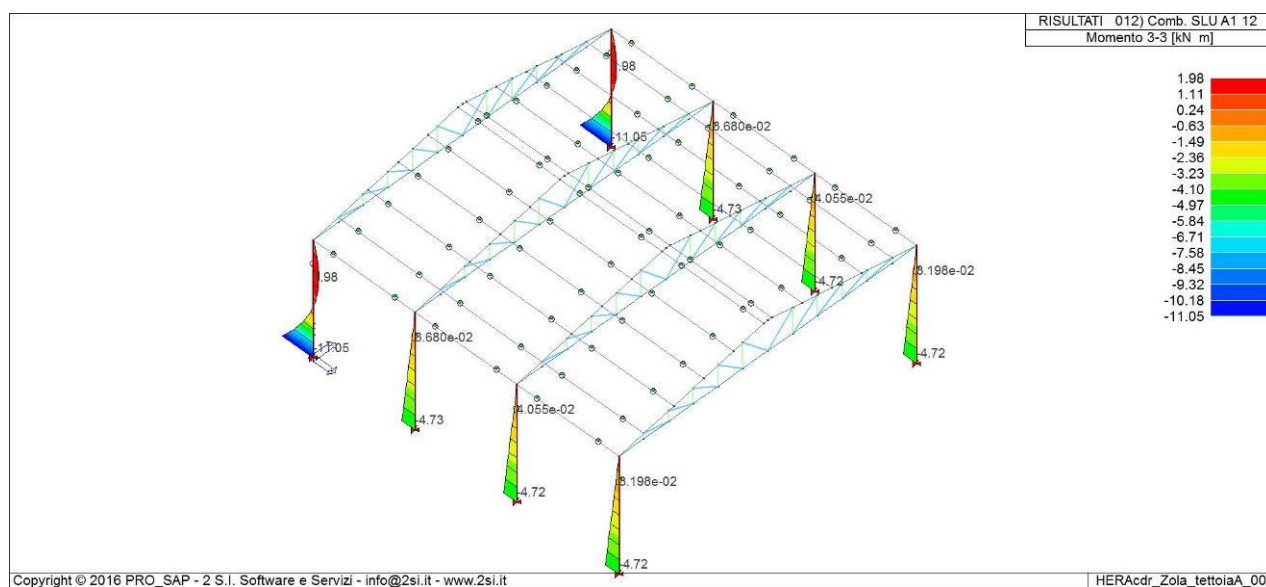 RISULTATI 012) Comb. SLU A1 12
Momento 3-3 [kN m]
1.98
1.11
0.24
-0.63
-1.49
-2.36
-3.23
-4.10
-4.97
-5.84
-6.71
-7.58
-8.45
-9.32
-10.18
-11.05
.98
-11.05
8.680e-02
-4.73
4.055e-02
-4.72
8.198e-02
-4.72
.98
-11.05
8.680e-02
-4.73
4.055e-02
-4.72
8.198e-02
-4.72
Copyright © 2016 PRO_SAP - 2 S.I. Software e Servizi - info@2si.it - www.2si.it
HERAcdr_Zola_tettoiaA_00